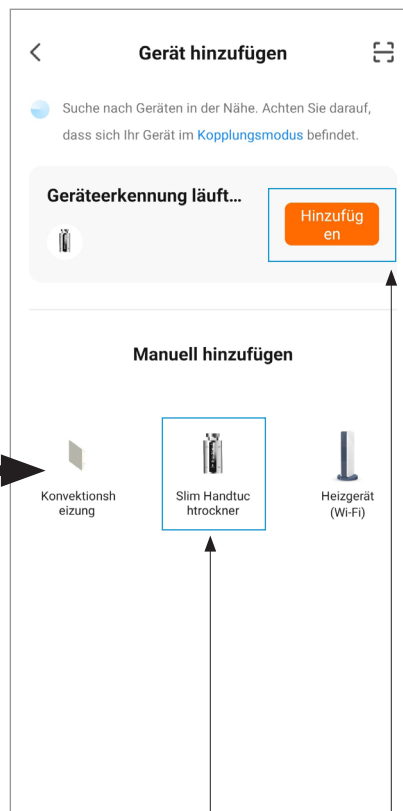 Gerät hinzufügen
Suche nach Geräten in der Nähe. Achten Sie darauf,
dass sich Ihr Gerät im Kopplungsmodus befindet.
Geräteerkennung läuft...
Hinzufüg
en
Manuell hinzufügen
Konvektionsh
eizung
Slim Handtuc
htrockner
Heizgerät
(Wi-Fi)